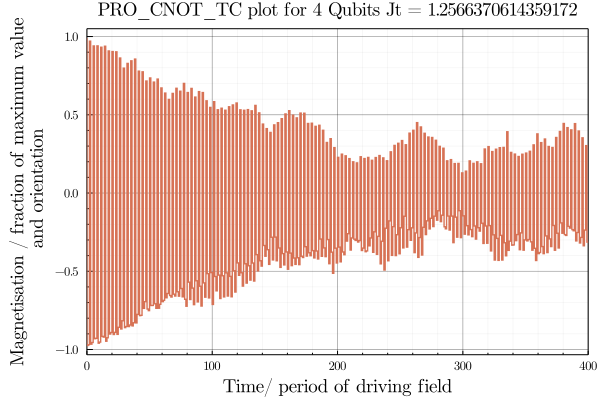 PRO_CNOT_TC plot for 4 Qubits Jt = 1.2566370614359172
Magnetisation / fraction of maximum value
and orientation
1.0
0.5
0.0
−0.5
−1.0
0 100 200 300 400
Time/ period of driving field